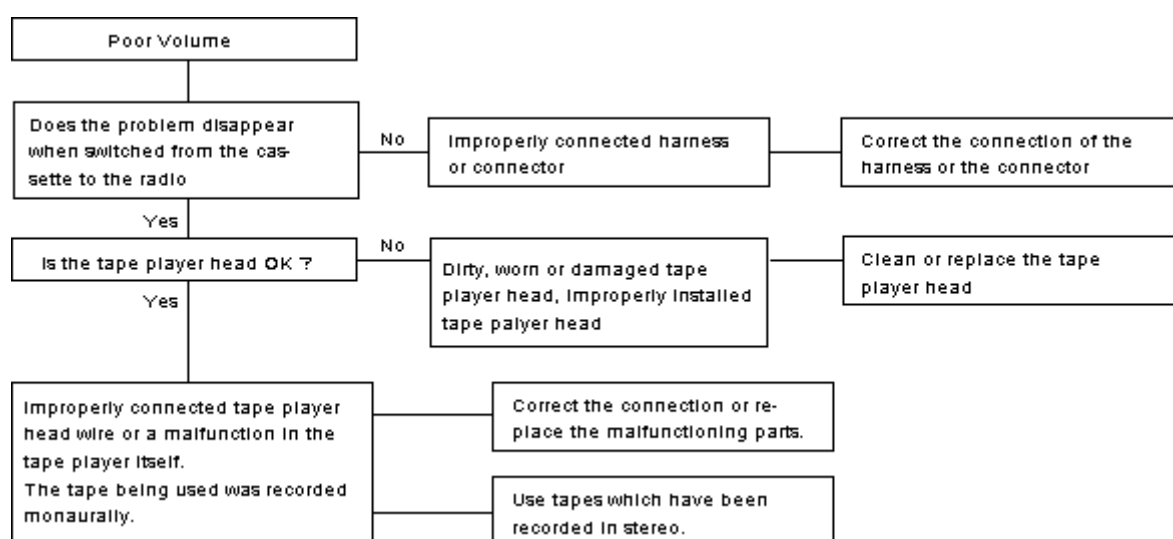 Poor Volume
Does the problem disappear
when switched from the cas-
sette to the radio
No
Improperly connected harness
or connector
Correct the connection of the
harness or the connector
Yes
Is the tape player head OK ?
No
Dirty, worn or damaged tape
player head, improperly installed
tape palyer head
Clean or replace the tape
player head
Yes
Improperly connected tape player
head wire or a malfunction in the
tape player itself.
The tape being used was recorded
monaurally.
Correct the connection or re-
place the malfunctioning parts.
Use tapes which have been
recorded in stereo.